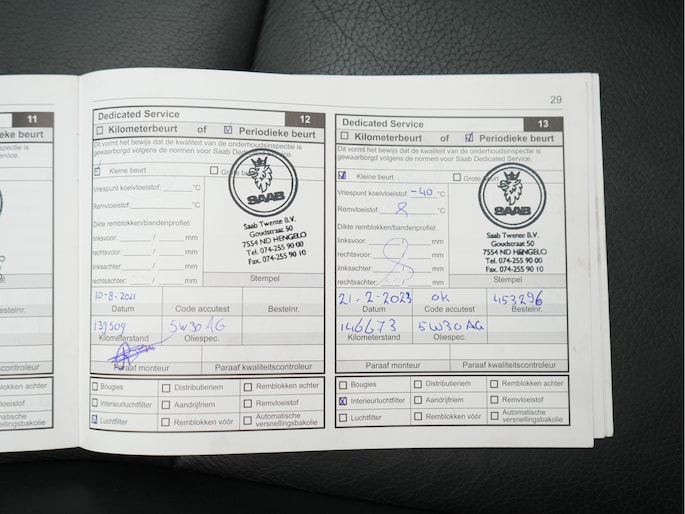 29
11
dieke beurt
Dedicated Service 12
Kilometerbeurt of Periodieke beurt
Dit vormt het bewijs dat de kwaliteit van de onderhoudsinspectie is
gewaarborgd volgens de normen voor Saab Dedicated Service.
Kleine beurt Grote
Vriespunt koelvloeistof: °C
Remvloeistof: °C
Dikte remblokken/bandenprofiel:
linksvoor: / mm
rechtsvoor: / mm
linksachter: / mm
rechtsachter: / mm
SAAB
Saab Twente B.V.
Goudstraat 50
7554 ND HENGELO
Tel. 074-255 90 00
Fax. 074-255 90 10
Stempel
10-8-2021
Datum Code accutest Bestelnr.
139509 5W30 AG
Kilometerstand Oliespec.
Paraaf monteur Paraaf kwaliteitscontroleur
Bougies Distributieriem Remblokken achter
Interieurluchtfilter Aandrijfriem Remvloeistof
Luchtfilter Remblokken vóór Automatische
versnellingsbakolie
Dedicated Service 13
Kilometerbeurt of Periodieke beurt
Dit vormt het bewijs dat de kwaliteit van de onderhoudsinspectie is
gewaarborgd volgens de normen voor Saab Dedicated Service.
Kleine beurt Grote
Vriespunt koelvloeistof: -40 °C
Remvloeistof: °C
Dikte remblokken/bandenprofiel:
linksvoor: / mm
rechtsvoor: / mm
linksachter: / mm
rechtsachter: / mm
SAAB
Saab Twente B.V.
Goudstraat 50
7554 ND HENGELO
Tel. 074-255 90 00
Fax. 074-255 90 10
Stempel
21-2-2023 ok 453296
Datum Code accutest Bestelnr.
146673 5W30 AG
Kilometerstand Oliespec.
Paraaf monteur Paraaf kwaliteitscontroleur
Bougies Distributieriem Remblokken achter
Interieurluchtfilter Aandrijfriem Remvloeistof
Luchtfilter Remblokken vóór Automatische
versnellingsbakolie